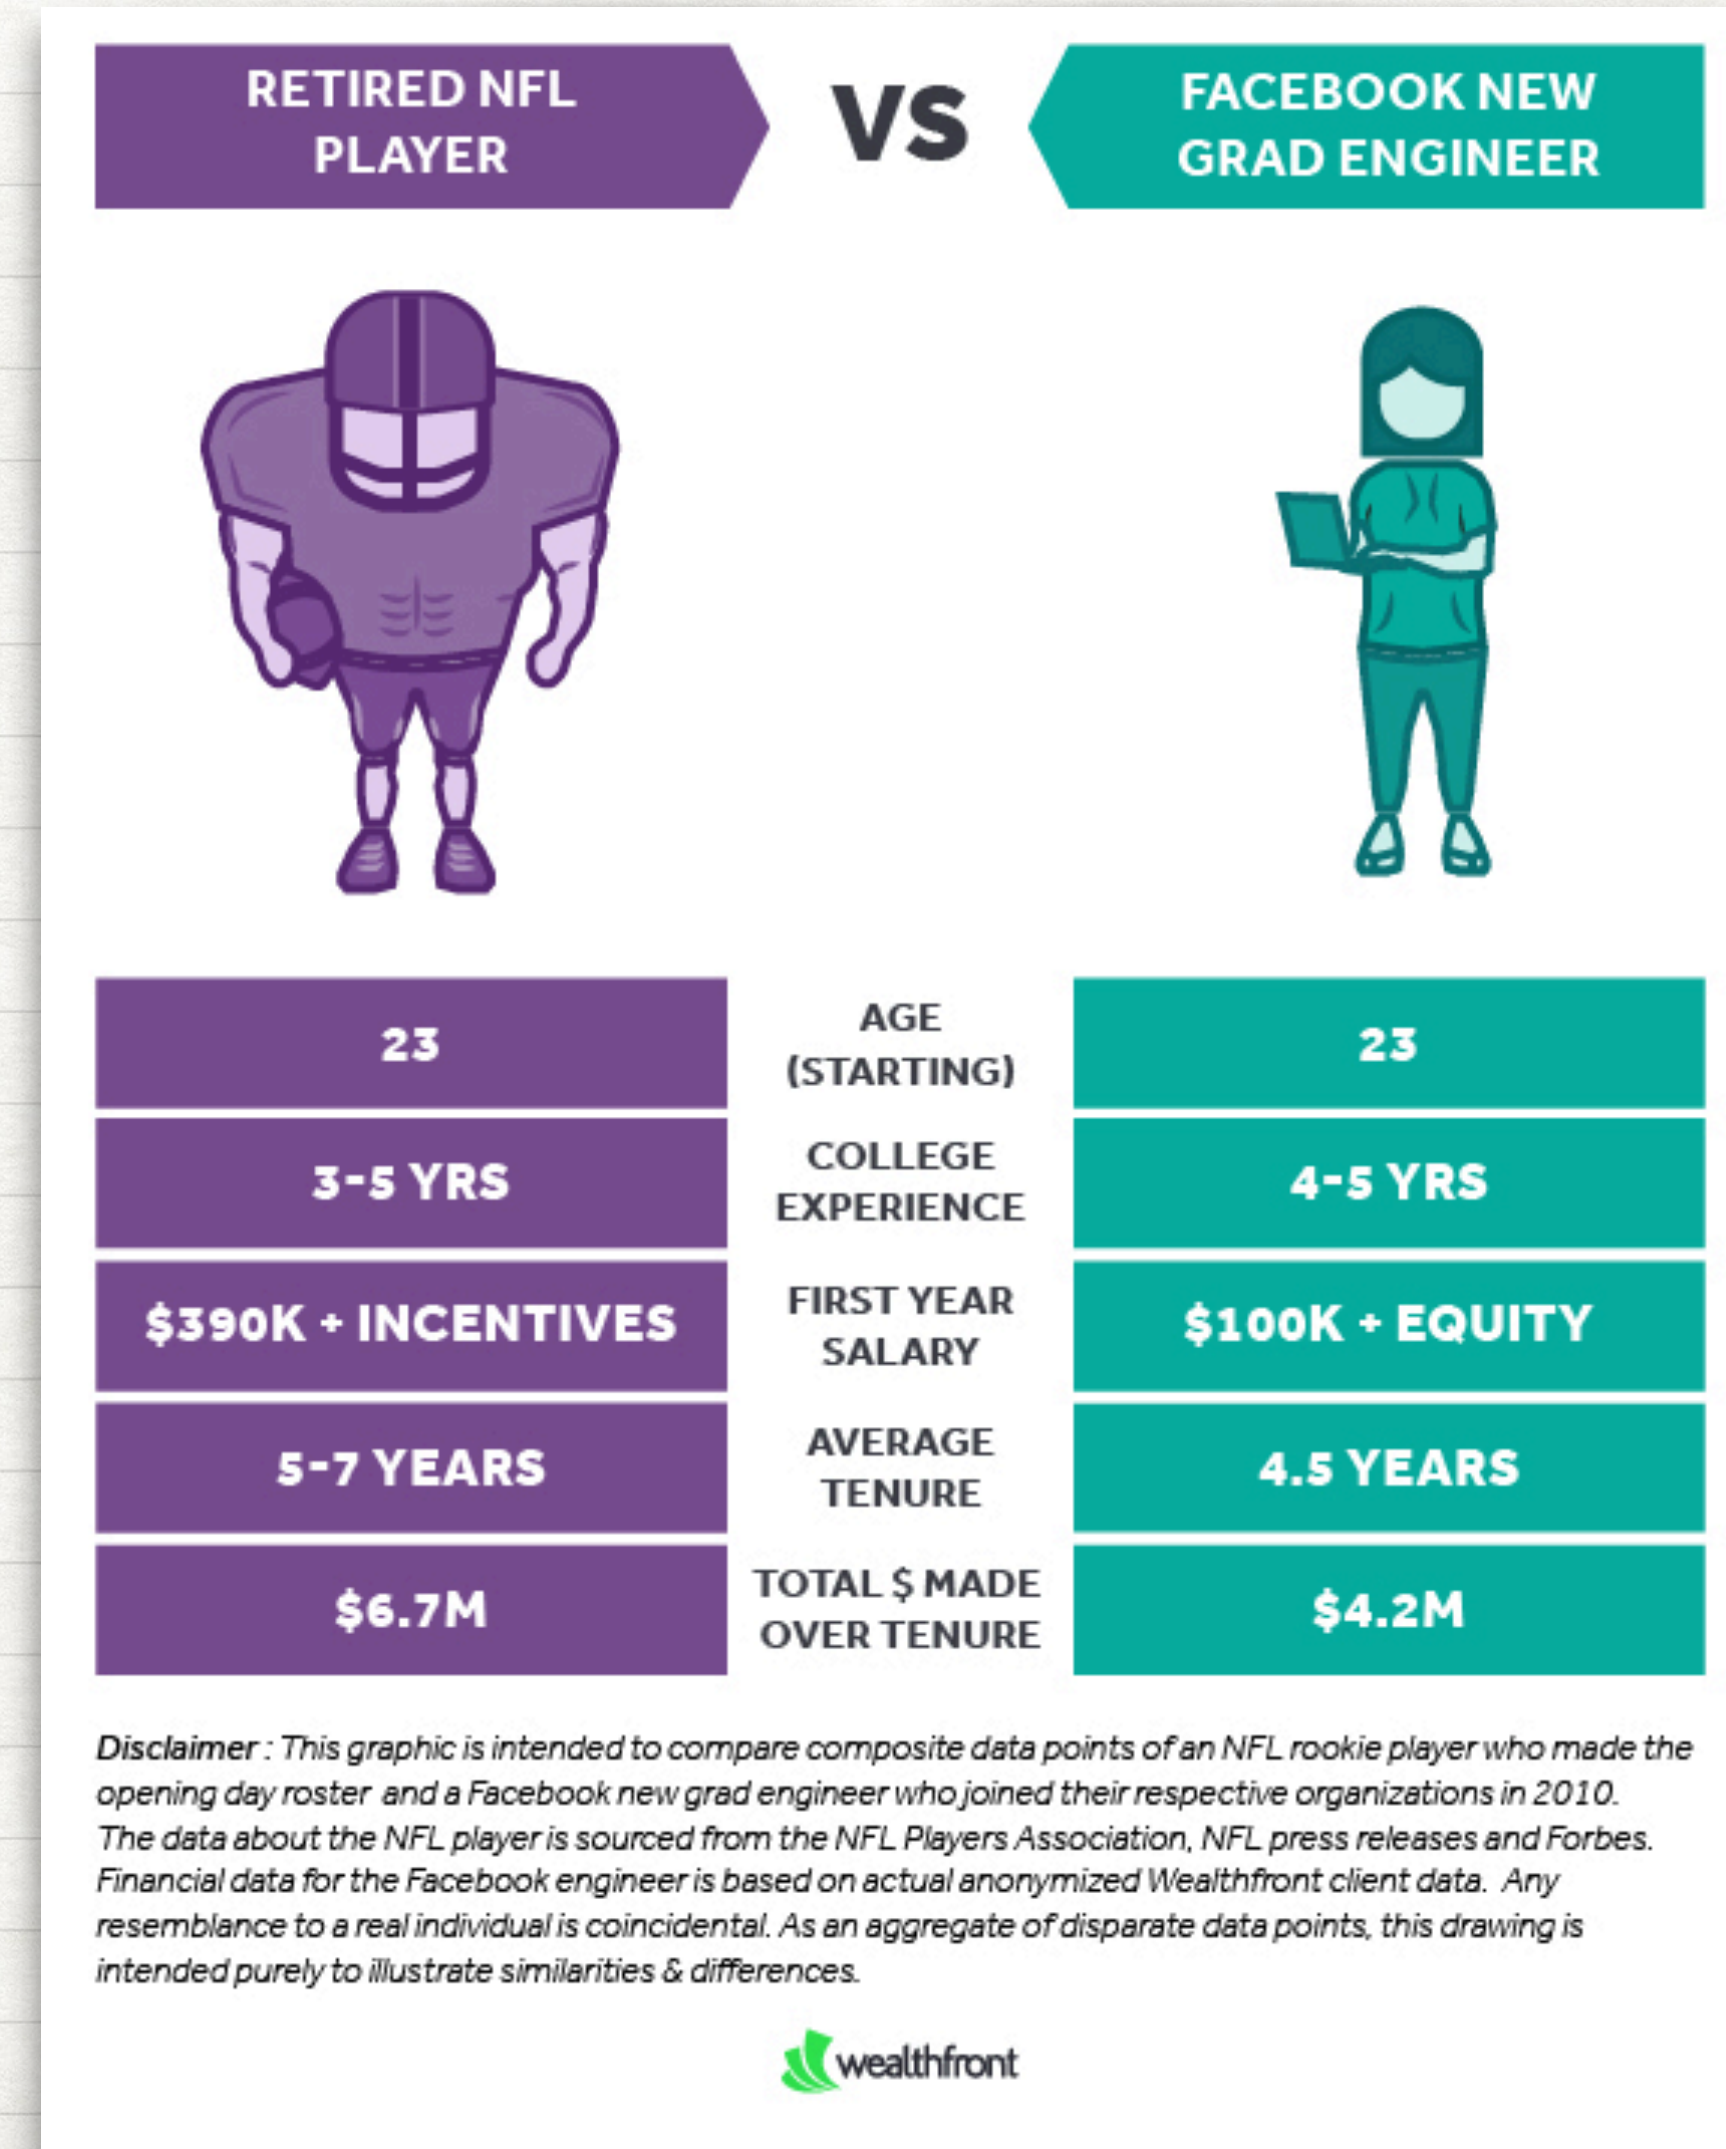 RETIRED NFL
PLAYER
VS
FACEBOOK NEW
GRAD ENGINEER
23
AGE
(STARTING)
23
3-5 YRS
COLLEGE
EXPERIENCE
4-5 YRS
$390K + INCENTIVES
FIRST YEAR
SALARY
$100K + EQUITY
5-7 YEARS
AVERAGE
TENURE
4.5 YEARS
$6.7M
TOTAL $ MADE
OVER TENURE
$4.2M
Disclaimer : This graphic is intended to compare composite data points of an NFL rookie player who made the
opening day roster and a Facebook new grad engineer who joined their respective organizations in 2010.
The data about the NFL player is sourced from the NFL Players Association, NFL press releases and Forbes.
Financial data for the Facebook engineer is based on actual anonymized Wealthfront client data. Any
resemblance to a real individual is coincidental. As an aggregate of disparate data points, this drawing is
intended purely to illustrate similarities & differences.
wealthfront